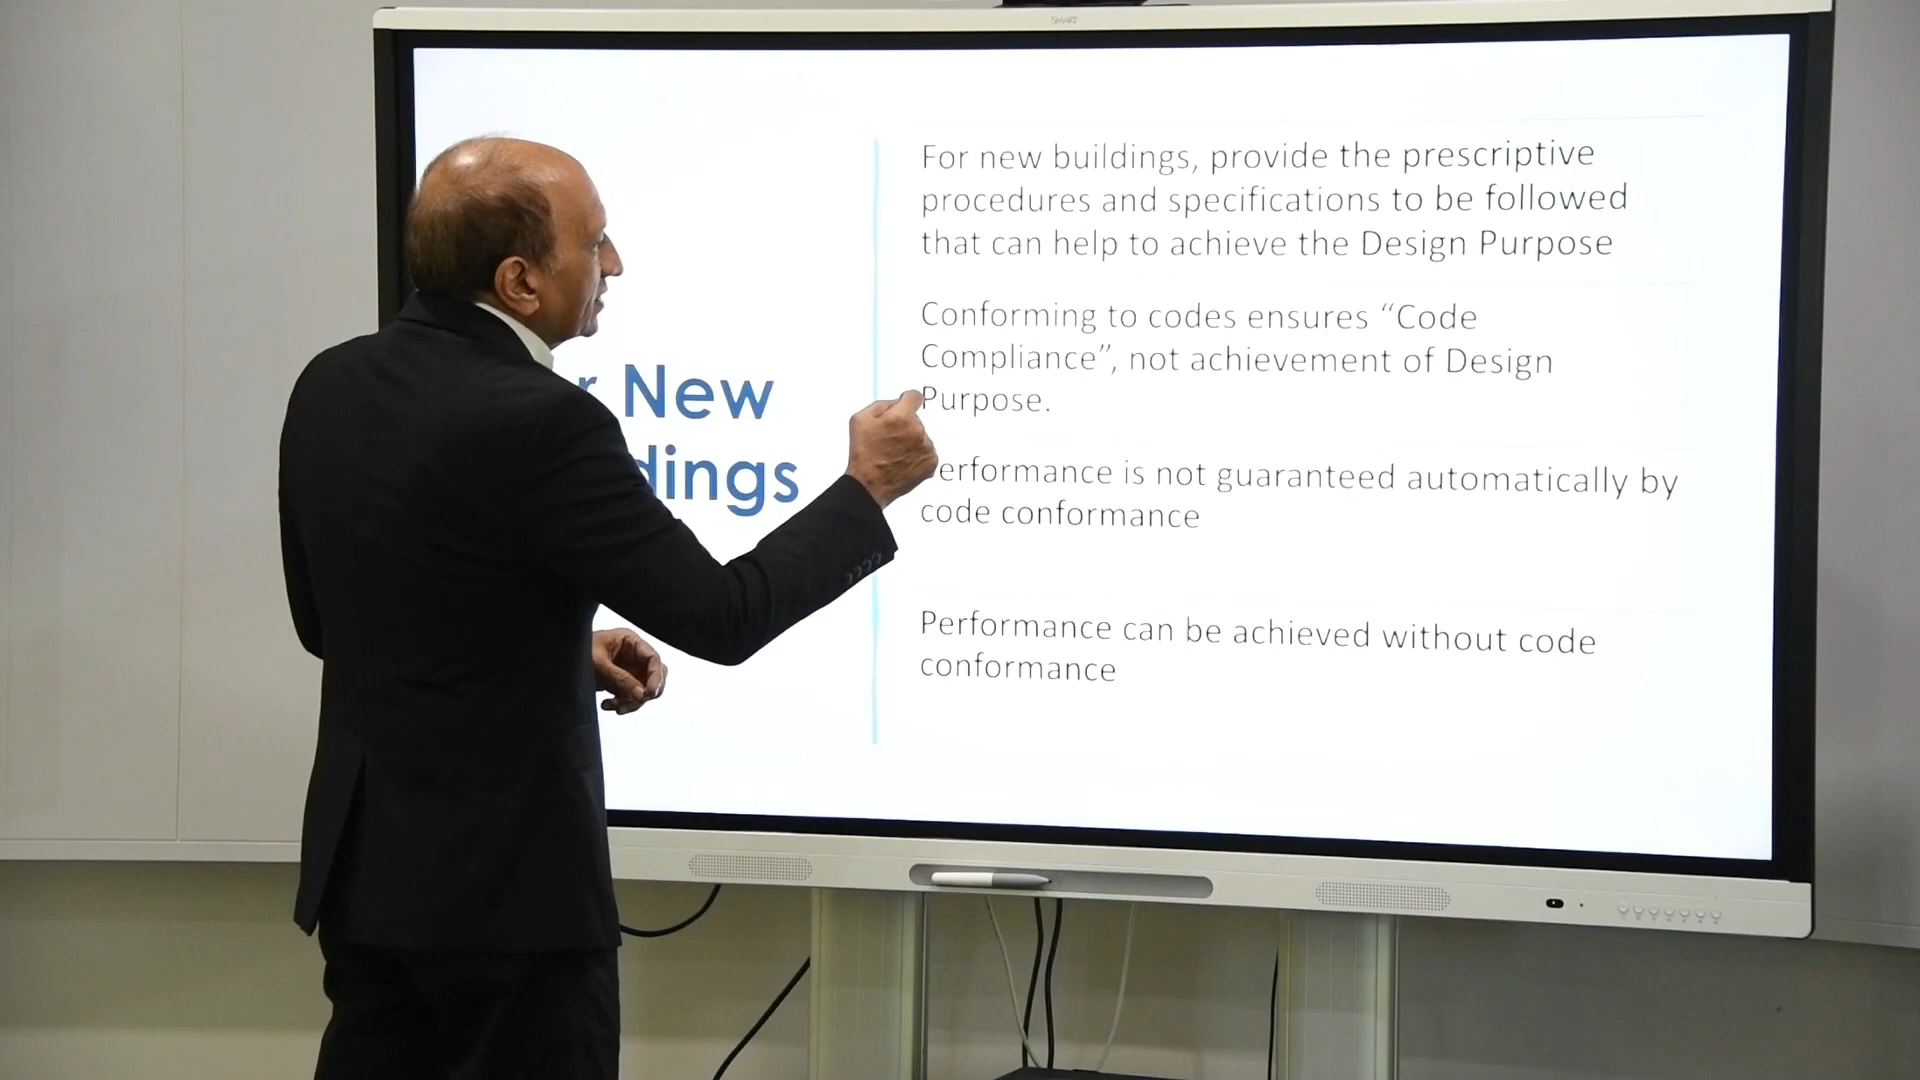 SMART
For new buildings, provide the prescriptive
procedures and specifications to be followed
that can help to achieve the Design Purpose
Conforming to codes ensures “Code
Compliance”, not achievement of Design
Purpose.
r New
dings
erformance is not guaranteed automatically by
code conformance
Performance can be achieved without code
conformance